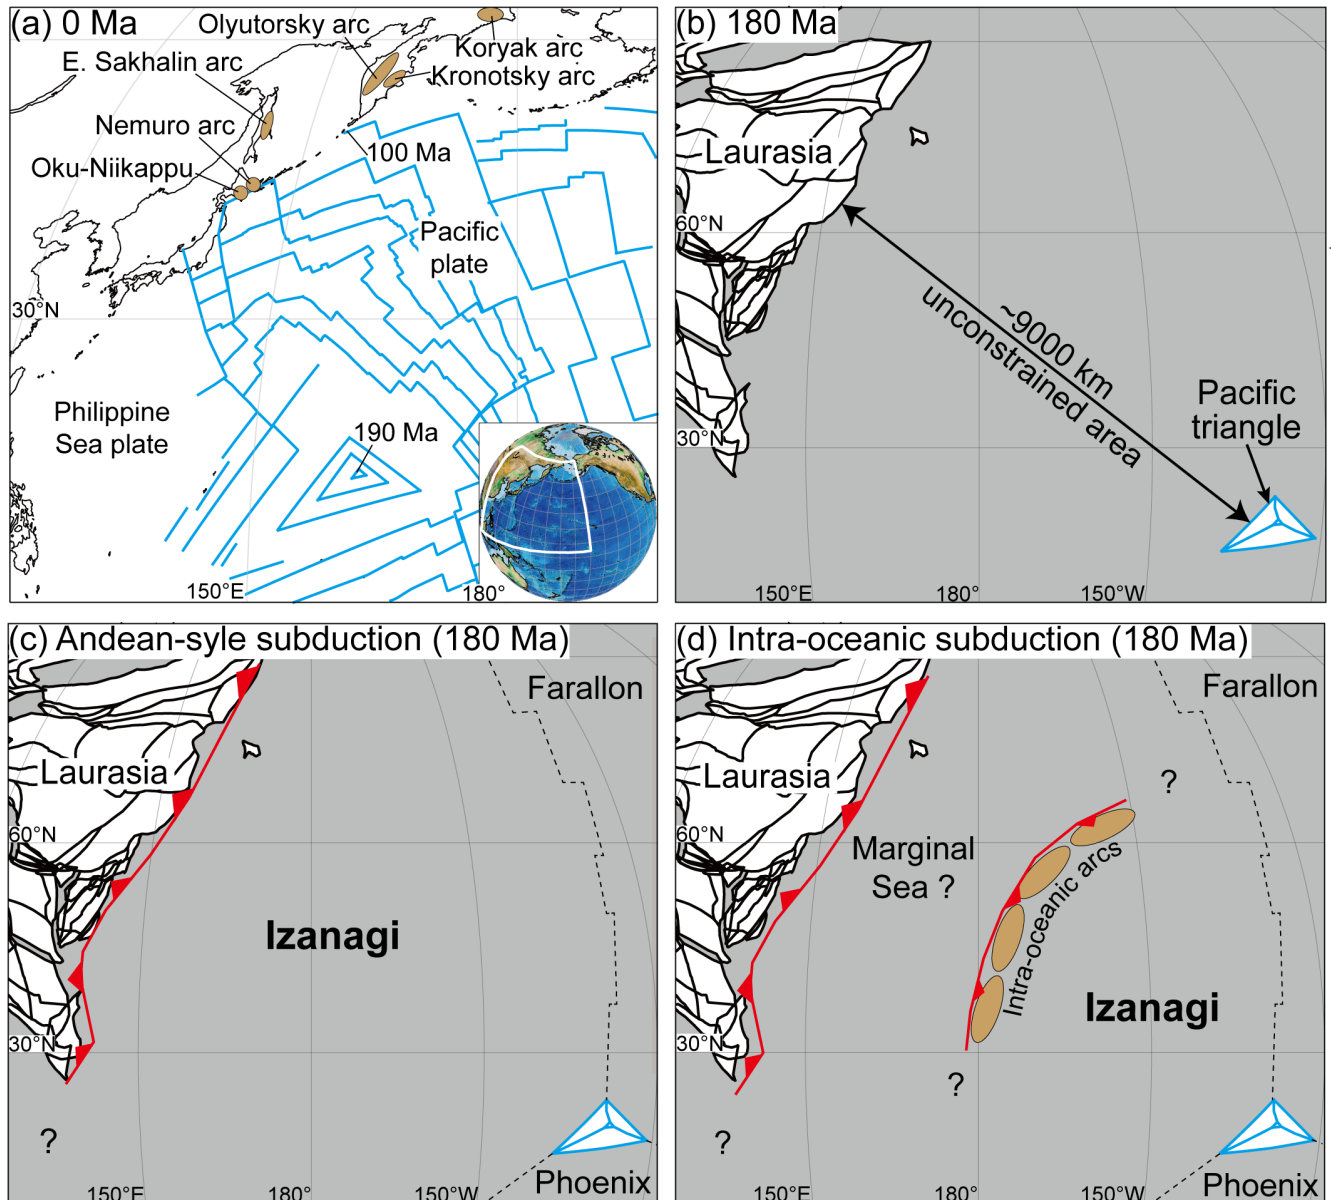 (a) 0 Ma
Olyutorsky arc
Koryak arc
E. Sakhalin arc
Kronotsky arc
Nemuro arc
100 Ma
Oku-Niikappu
Pacific
plate
30°N
Philippine
Sea plate
190 Ma
150°E
180°
(b) 180 Ma
Laurasia
60°N
~9000 km
unconstrained area
Pacific
triangle
30°N
150°E
180°
150°W
(c) Andean-syle subduction (180 Ma)
Farallon
Laurasia
60°N
Izanagi
30°N
?
Phoenix
150°E
180°
150°W
(d) Intra-oceanic subduction (180 Ma)
Farallon
Laurasia
?
60°N
Marginal
Sea ?
Intra-oceanic arcs
Izanagi
30°N
?
?
Phoenix
150°E
180°
150°W